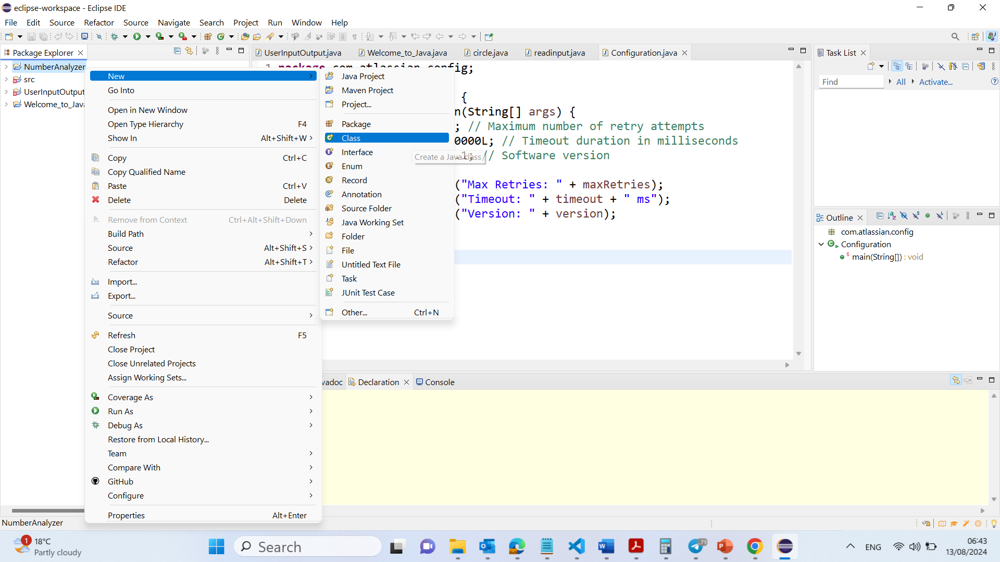 eclipse-workspace - Eclipse IDE
File Edit Source Refactor Source Navigate Search Project Run Window Help
Package Explorer
NumberAnalyzer
src
UserInputOutput
Welcome_to_Java
New
Go Into
Open in New Window
Open Type Hierarchy F4
Show In Alt+Shift+W
Copy Ctrl+C
Copy Qualified Name
Paste Ctrl+V
Delete Delete
Remove from Context Ctrl+Alt+Shift+Down
Build Path
Source Alt+Shift+S
Refactor Alt+Shift+T
Import...
Export...
Source
Refresh F5
Close Project
Close Unrelated Projects
Assign Working Sets...
Coverage As
Run As
Debug As
Restore from Local History...
Team
Compare With
GitHub
Configure
Properties Alt+Enter
Java Project
Maven Project
Project...
Package
Class
Interface
Enum
Record
Annotation
Source Folder
Java Working Set
Folder
File
Untitled Text File
Task
JUnit Test Case
Other... Ctrl+N
Create a Java class
UserInputOutput.java Welcome_to_Java.java circle.java readinput.java Configuration.java
1 package com.atlassian.config;
{
n(String[] args) {
; // Maximum number of retry attempts
0000L; // Timeout duration in milliseconds
.1; // Software version
("Max Retries: " + maxRetries);
("Timeout: " + timeout + " ms");
("Version: " + version);
Task List
Find All Activate...
Outline
com.atlassian.config
Configuration
main(String[]) : void
vadoc Declaration Console
NumberAnalyzer
1
18°C
Partly cloudy
Search
79
ENG
06:43
13/08/2024